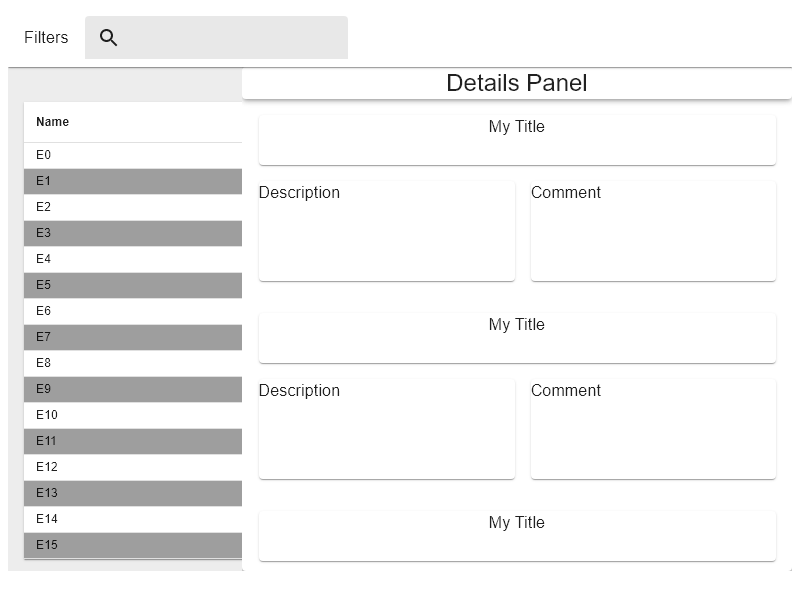 Filters
Details Panel
Name
E0
E1
E2
E3
E4
E5
E6
E7
E8
E9
E10
E11
E12
E13
E14
E15
My Title
Description
Comment
My Title
Description
Comment
My Title